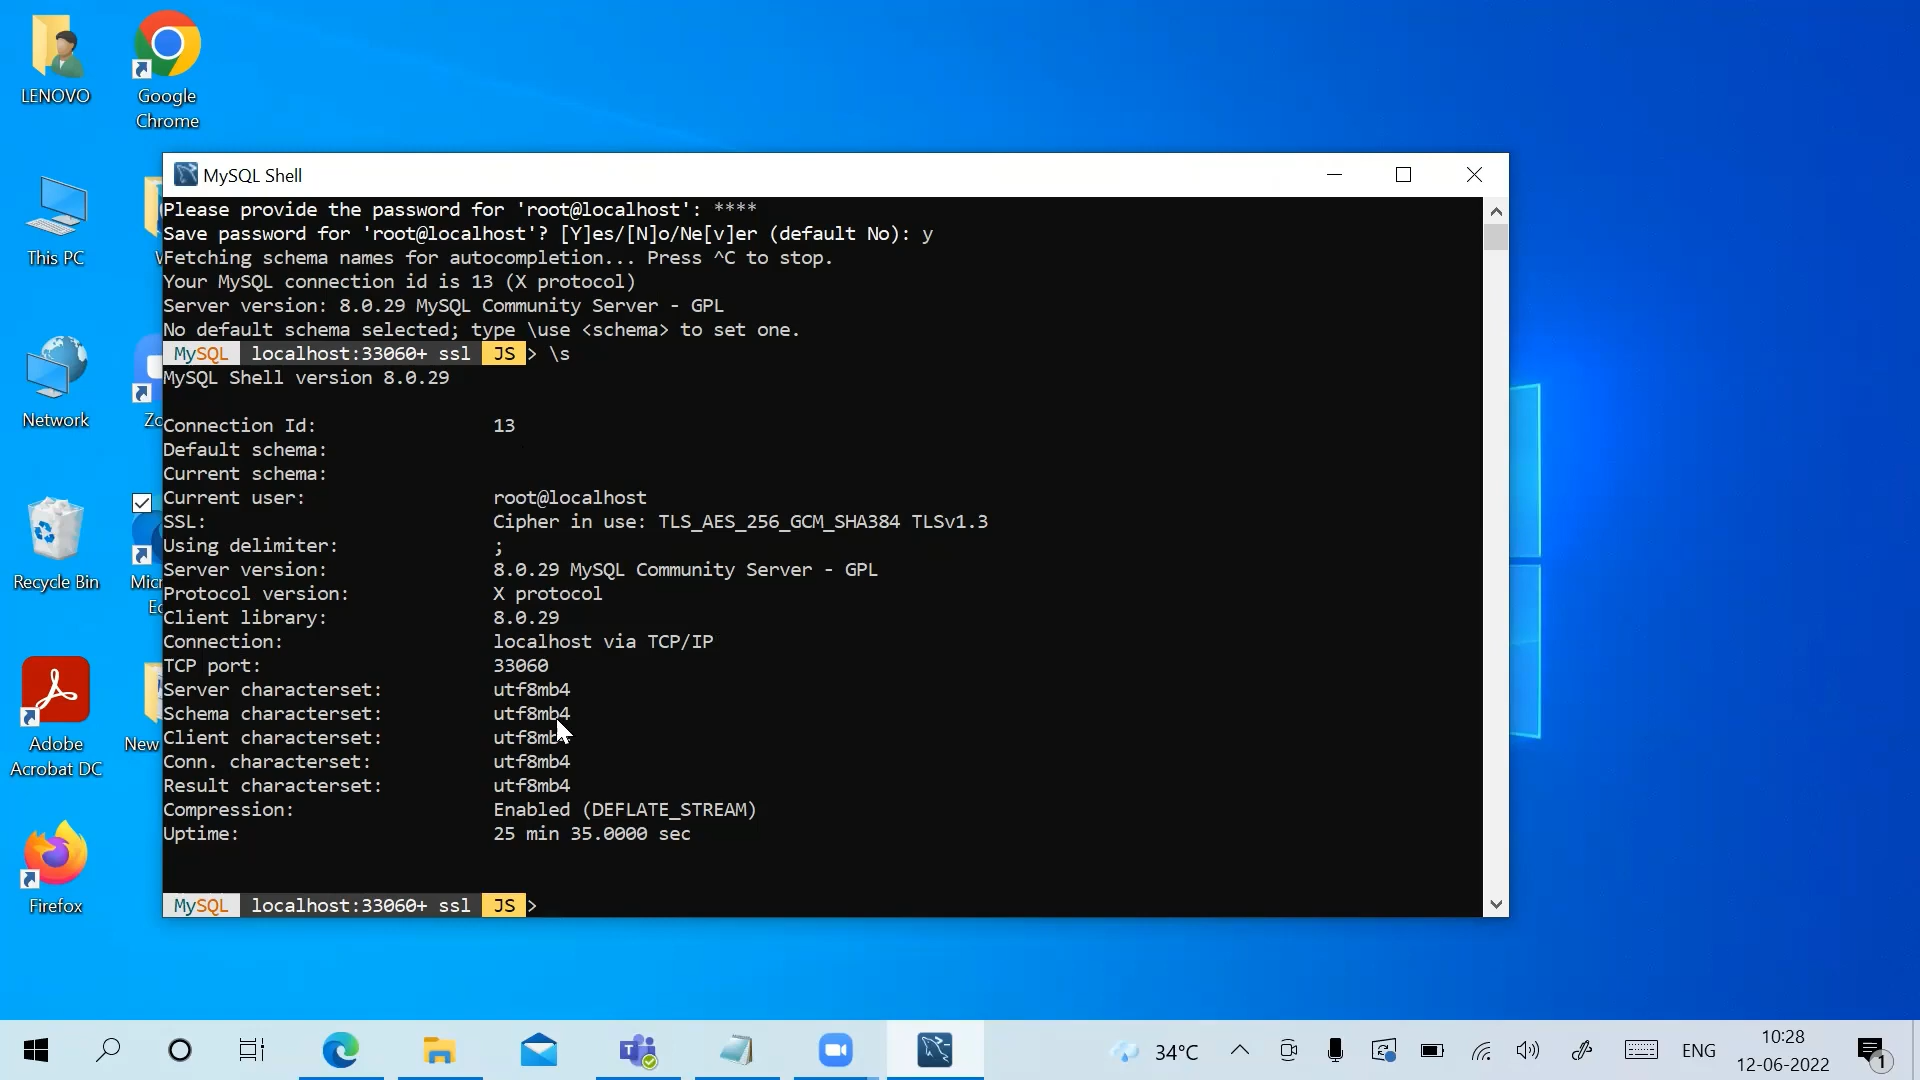 LENOVO
Google
Chrome
This PC
Network
Recycle Bin
Adobe
Acrobat DC
New
Firefox
MySQL Shell
Please provide the password for 'root@localhost': ****
Save password for 'root@localhost'? [Y]es/[N]o/Ne[v]er (default No): y
Fetching schema names for autocompletion... Press ^C to stop.
Your MySQL connection id is 13 (X protocol)
Server version: 8.0.29 MySQL Community Server - GPL
No default schema selected; type \use <schema> to set one.
MySQL localhost:33060+ ssl JS > \s
MySQL Shell version 8.0.29
Connection Id: 13
Default schema:
Current schema:
Current user: root@localhost
SSL: Cipher in use: TLS_AES_256_GCM_SHA384 TLSv1.3
Using delimiter: ;
Server version: 8.0.29 MySQL Community Server - GPL
Protocol version: X protocol
Client library: 8.0.29
Connection: localhost via TCP/IP
TCP port: 33060
Server characterset: utf8mb4
Schema characterset: utf8mb4
Client characterset: utf8mb4
Conn. characterset: utf8mb4
Result characterset: utf8mb4
Compression: Enabled (DEFLATE_STREAM)
Uptime: 25 min 35.0000 sec
MySQL localhost:33060+ ssl JS >
34°C
ENG
10:28
12-06-2022
1